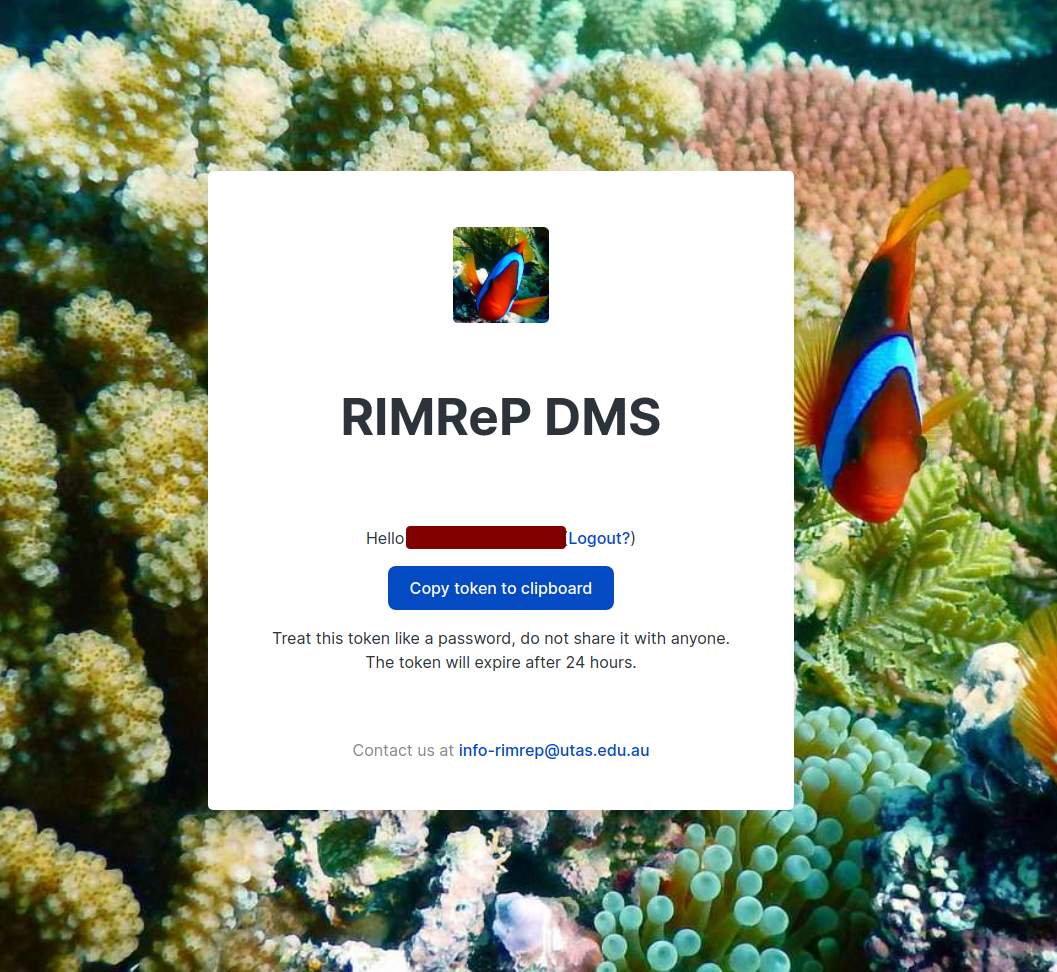 RIMReP DMS
Hello (Logout?)
Copy token to clipboard
Treat this token like a password, do not share it with anyone.
The token will expire after 24 hours.
Contact us at info-rimrep@utas.edu.au